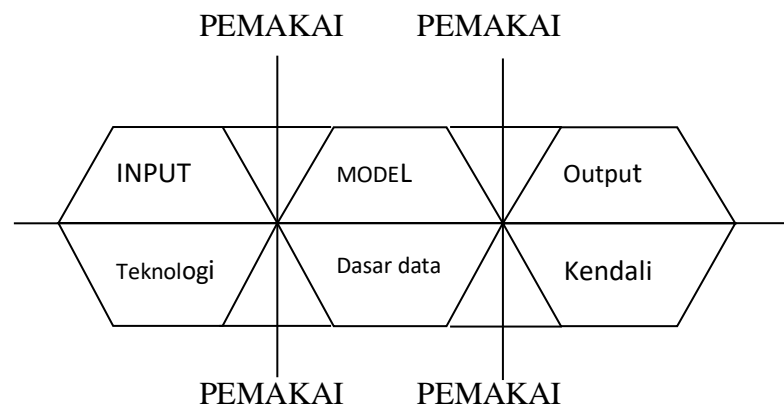 PEMAKAI PEMAKAI
INPUT MODEL Output
Teknologi Dasar data Kendali
PEMAKAI PEMAKAI